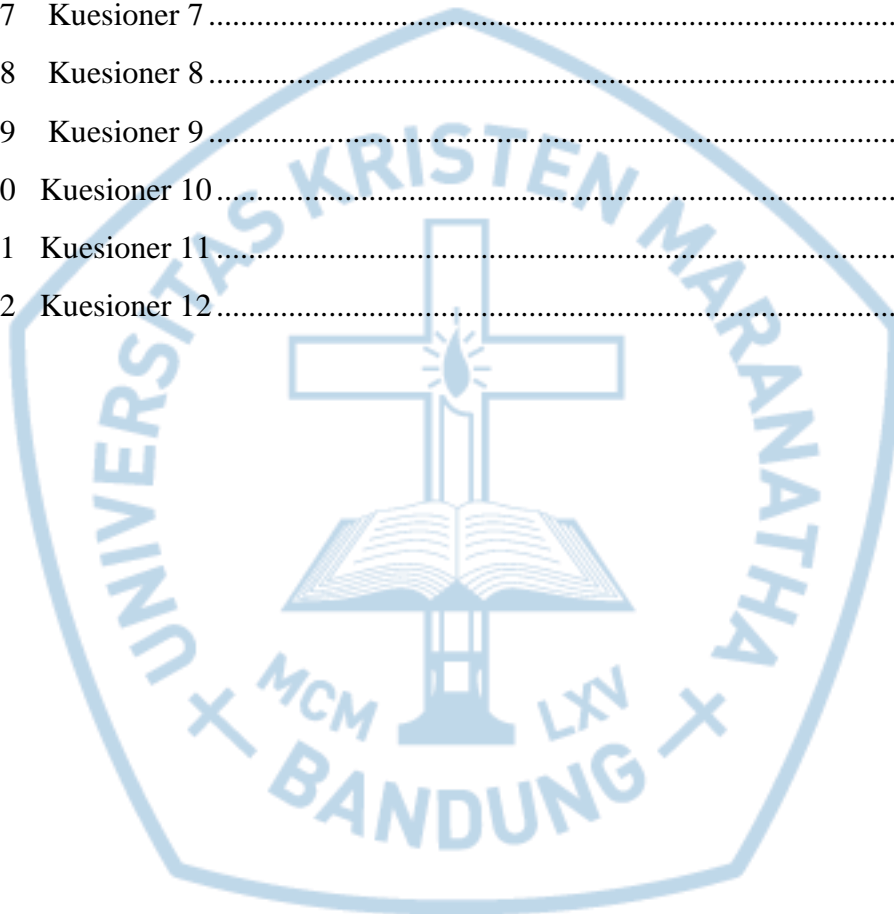 7 Kuesioner 7 ........................................................................................
8 Kuesioner 8 ........................................................................................
9 Kuesioner 9 ........................................................................................
0 Kuesioner 10 .......................................................................................
1 Kuesioner 11 .......................................................................................
2 Kuesioner 12 .......................................................................................
UNIVERSITAS KRISTEN MARANATHA
MCM LXV
BANDUNG